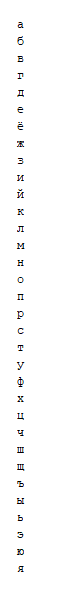 а
б
в
г
д
е
ё
ж
з
и
й
к
л
м
н
о
п
р
с
т
у
ф
х
ц
ч
ш
щ
ъ
ы
ь
э
ю
я